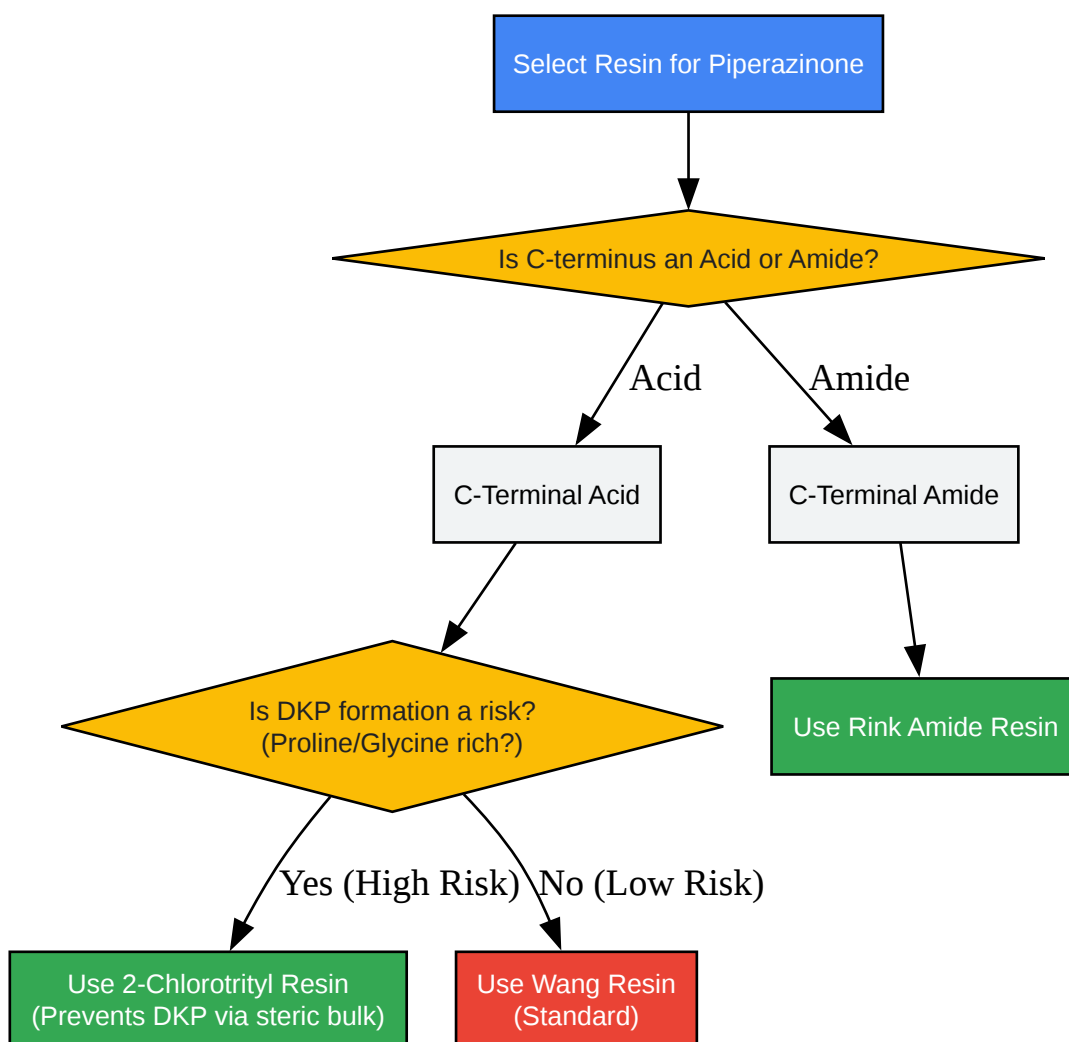 Select Resin for Piperazinone
Is C-terminus an Acid or Amide?
Acid
Amide
C-Terminal Acid
C-Terminal Amide
Is DKP formation a risk?
(Proline/Glycine rich?)
Use Rink Amide Resin
Yes (High Risk)
No (Low Risk)
Use 2-Chlorotrityl Resin
(Prevents DKP via steric bulk)
Use Wang Resin
(Standard)